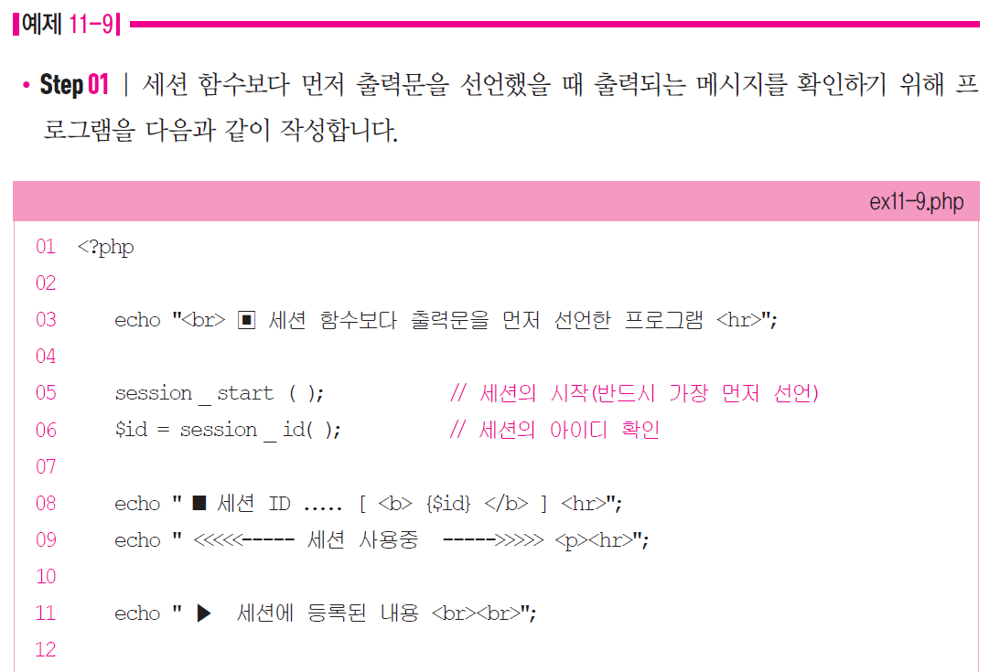 예제 11-9
• Step 01 | 세션 함수보다 먼저 출력문을 선언했을 때 출력되는 메시지를 확인하기 위해 프
로그램을 다음과 같이 작성합니다.
ex11-9.php
01 <?php
02
03 echo "<br> ▣ 세션 함수보다 출력문을 먼저 선언한 프로그램 <hr>";
04
05 session _ start ( ); // 세션의 시작(반드시 가장 먼저 선언)
06 $id = session _ id( ); // 세션의 아이디 확인
07
08 echo " ■ 세션 ID ..... [ <b> {$id} </b> ] <hr>";
09 echo " <<<<<----- 세션 사용중 ----->>>>> <p><hr>";
10
11 echo " ▶ 세션에 등록된 내용 <br><br>";
12